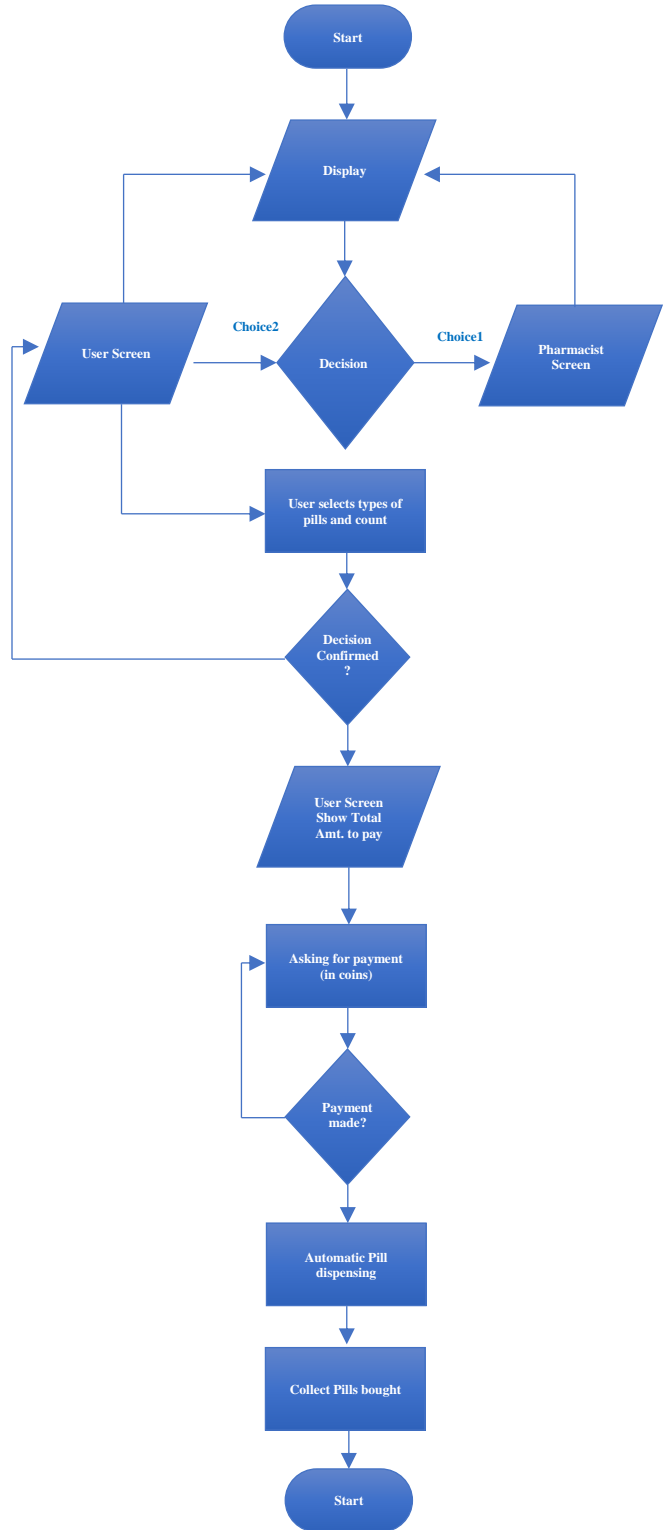 Start
Display
Choice2
Choice1
User Screen
Decision
Pharmacist
Screen
User selects types of
pills and count
Decision
Confirmed
?
User Screen
Show Total
Amt. to pay
Asking for payment
(in coins)
Payment
made?
Automatic Pill
dispensing
Collect Pills bought
Start